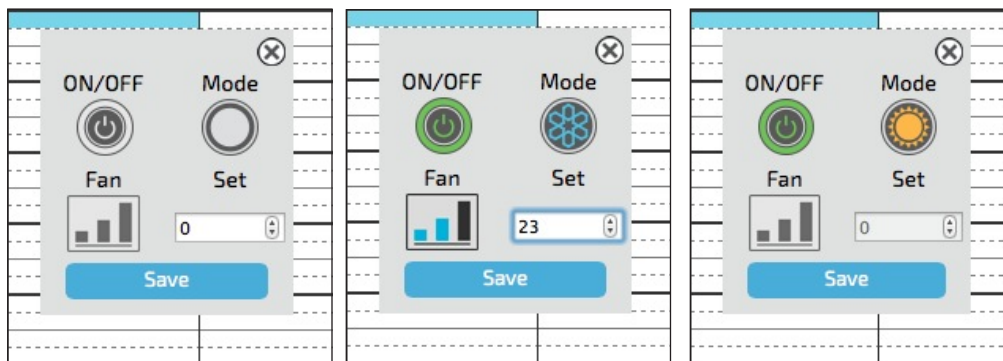 ON/OFF Mode
Fan Set
0
Save
ON/OFF Mode
Fan Set
23
Save
ON/OFF Mode
Fan Set
0
Save